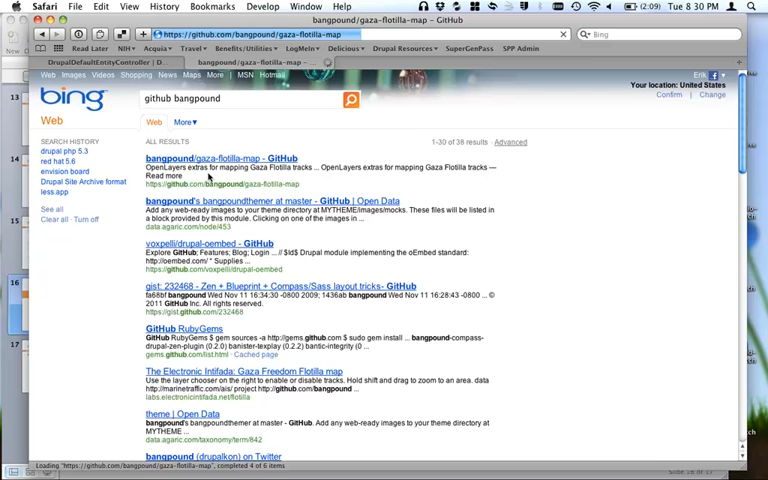 Safari File Edit View History Bookmarks Develop Window Help (2:09) Tue 8:30 PM
bangpound/gaza-flotilla-map – GitHub
https://github.com/bangpound/gaza-flotilla-map Bing
Read Later NIH▾ Acquia▾ Travel▾ Benefits/Utilities▾ LogMeIn▾ Delicious▾ Drupal Resources▾ SuperGenPass SPP Admin
DrupalDefaultEntityController | D... bangpound/gaza-flotilla-map – ...
Web Images Videos Shopping News Maps More | MSN Hotmail Erik
Your location: United States
Confirm | Change
bing
github bangpound
Web
Web More▾
SEARCH HISTORY
drupal php 5.3
red hat 5.6
envision board
Drupal Site Archive format
less.app
See all
Clear all · Turn off
ALL RESULTS 1-30 of 38 results · Advanced
bangpound/gaza-flotilla-map - GitHub
OpenLayers extras for mapping Gaza Flotilla tracks ... OpenLayers extras for mapping Gaza Flotilla tracks —
Read more
https://github.com/bangpound/gaza-flotilla-map
bangpound's bangpoundthemer at master - GitHub | Open Data
Add any web-ready images to your theme directory at MYTHEME/images/mocks. These files will be listed in
a block provided by this module. Clicking on one of the images in ...
data.agaric.com/node/453
voxpelli/drupal-oembed - GitHub
Explore GitHub; Features; Blog; Login ... // $Id$ Drupal module implementing the oEmbed standard:
http://oembed.com/ * Supplies ...
https://github.com/voxpelli/drupal-oembed
gist: 232468 - Zen + Blueprint + Compass/Sass layout tricks- GitHub
fa68bf bangpound Wed Nov 11 16:34:30 -0800 2009; 1436ab bangpound Wed Nov 11 16:28:43 -0800 ... ©
2011 GitHub Inc. All rights reserved.
https://gist.github.com/232468
GitHub RubyGems
GitHub RubyGems $ gem sources -a http://gems.github.com $ sudo gem install ... bangpound-compass-
drupal-zen-plugin (0.2.0) banister-texplay (0.2.2) bantic-integrity (0 ...
gems.github.com/list.html · Cached page
The Electronic Intifada: Gaza Freedom Flotilla map
Use the layer chooser on the right to enable or disable tracks. Hold shift and drag to zoom to an area. data
http://marinetraffic.com/ais/ project http://github.com/bangpound ...
labs.electronicintifada.net/flotilla
theme | Open Data
bangpound's bangpoundthemer at master - GitHub. Add any web-ready images to your theme directory at
MYTHEME ...
data.agaric.com/taxonomy/term/842
bangpound (drupalkon) on Twitter
Loading "https://github.com/bangpound/gaza-flotilla-map", completed 4 of 6 items
13
14
15
16
17